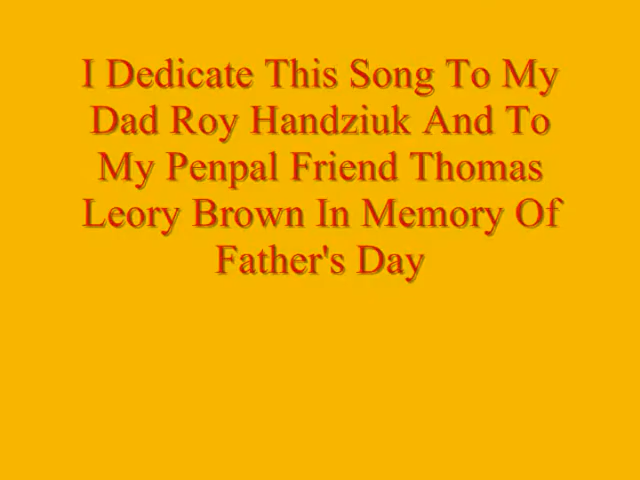 I Dedicate This Song To My
Dad Roy Handziuk And To
My Penpal Friend Thomas
Leory Brown In Memory Of
Father's Day